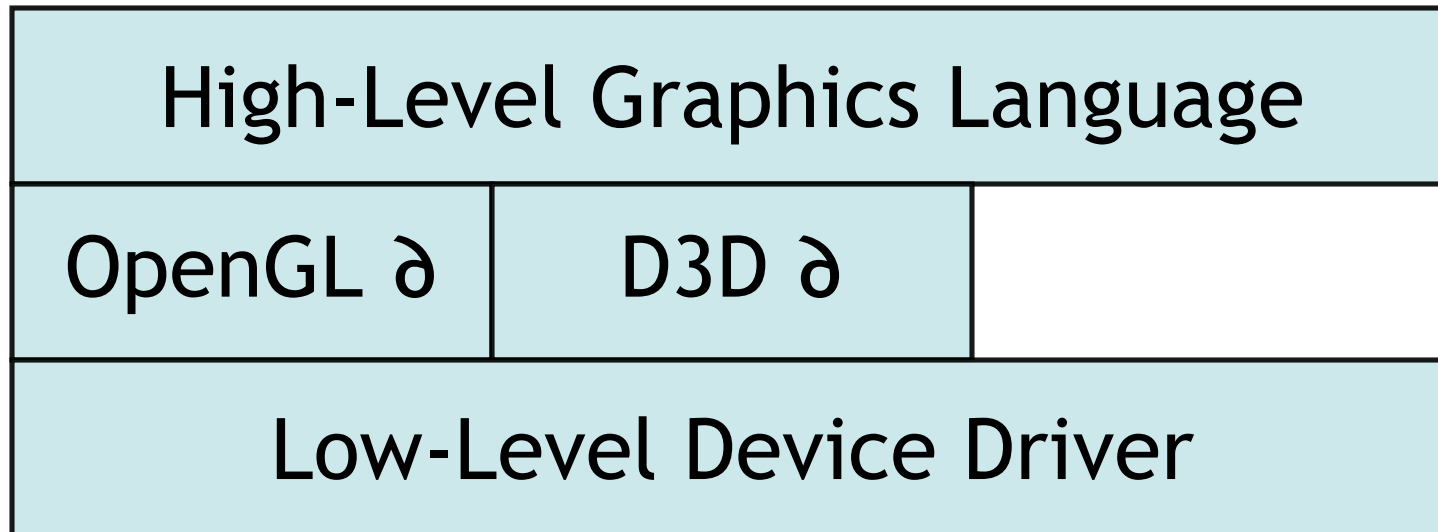 High-Level Graphics Language
OpenGL ∂
D3D ∂
Low-Level Device Driver